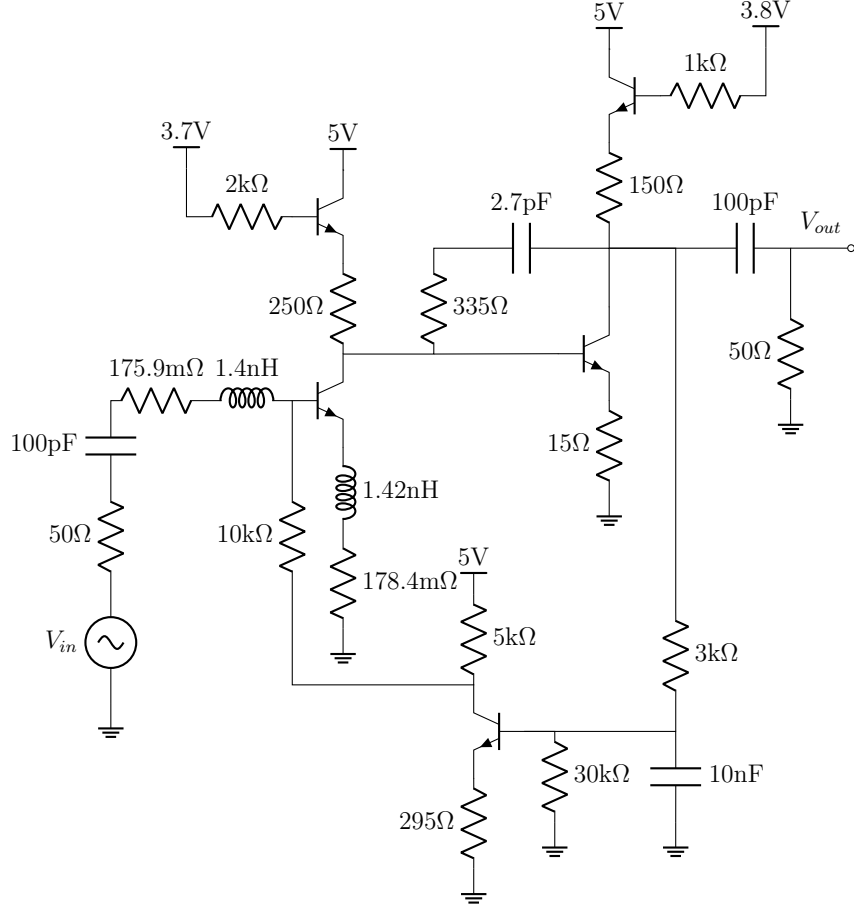 5V
3.8V
1kΩ
3.7V
5V
2kΩ
150Ω
2.7pF
100pF
V_out
250Ω
335Ω
50Ω
175.9mΩ
1.4nH
100pF
15Ω
1.42nH
50Ω
10kΩ
178.4mΩ
5V
V_in
5kΩ
3kΩ
30kΩ
10nF
295Ω